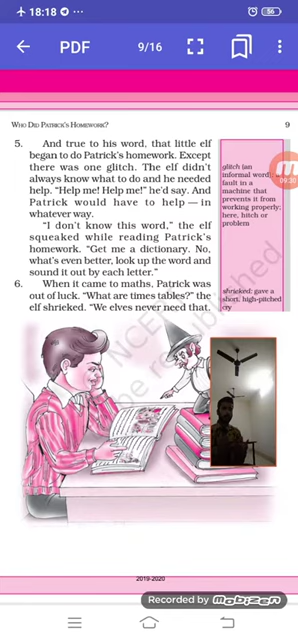 18:18
56
PDF
9/16
WHO DID PATRICK'S HOMEWORK?
9
5. And true to his word, that little elf
began to do Patrick's homework. Except
there was one glitch. The elf didn't
always know what to do and he needed
help. “Help me! Help me!” he'd say. And
Patrick would have to help — in
whatever way.
“I don't know this word,” the elf
squeaked while reading Patrick's
homework. “Get me a dictionary. No,
what's even better, look up the word and
sound it out by each letter.”
6. When it came to maths, Patrick was
out of luck. “What are times tables?” the
elf shrieked. “We elves never need that.
glitch (an
informal word): a
fault in a
machine that
prevents it from
working properly;
here, hitch or
problem
shrieked: gave a
short, high-pitched
cry
© NCERT
be republished
2019-2020
Recorded by Mobizen